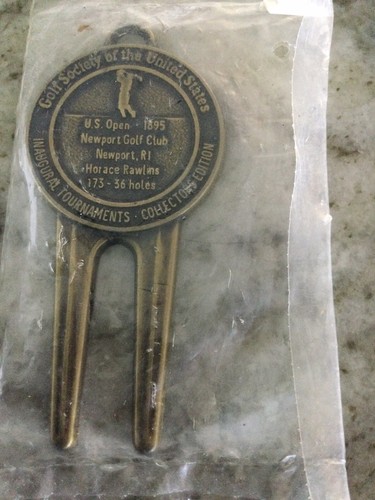 Golf Society of the United States
U.S. Open · 1895
Newport Golf Club
Newport, RI
Horace Rawlins
173 - 36 holes
INAUGURAL TOURNAMENTS · COLLECTORS EDITION